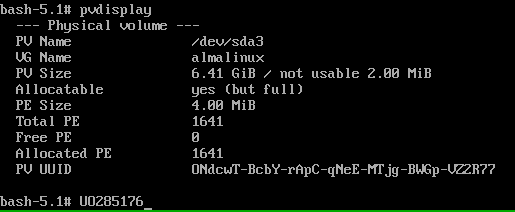 bash-5.1# pvdisplay
--- Physical volume ---
PV Name /dev/sda3
VG Name almalinux
PV Size 6.41 GiB / not usable 2.00 MiB
Allocatable yes (but full)
PE Size 4.00 MiB
Total PE 1641
Free PE 0
Allocated PE 1641
PV UUID ONdcwT-BcbY-rApC-qNeE-MTjg-BWGp-VZ2R77
bash-5.1# UO285176_